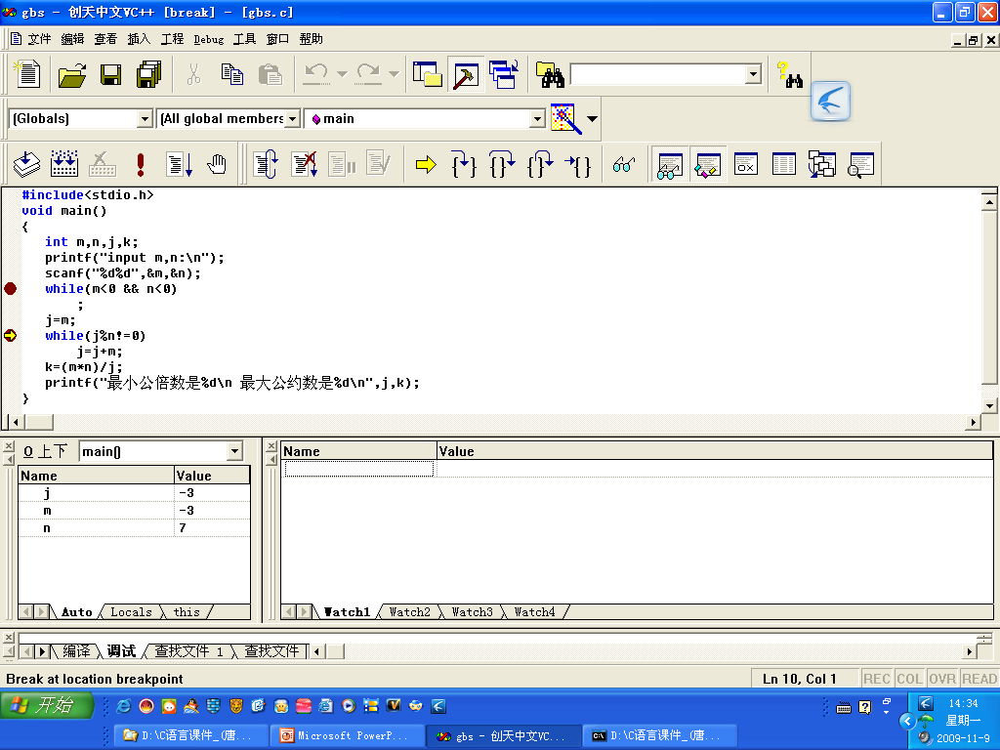 gbs - 创天中文VC++ [break] - [gbs.c]
文件 编辑 查看 插入 工程 Debug 工具 窗口 帮助
[Globals] [All global members main
#include<stdio.h>
void main()
{
int m,n,j,k;
printf("input m,n:\n");
scanf("%d%d",&m,&n);
while(m<0 && n<0)
;
j=m;
while(j%n!=0)
j=j+m;
k=(m*n)/j;
printf("最小公倍数是%d\n 最大公约数是%d\n",j,k);
}
0 上下 main()
Name Value
j -3
m -3
n 7
Auto Locals this
Name Value
Watch1 Watch2 Watch3 Watch4
编译 调试 查找文件 1 查找文件
Break at location breakpoint
Ln 10, Col 1 REC COL OVR READ
开始
14:34
星期一
2009-11-9
D:\C语言课件_(唐... Microsoft PowerP... gbs - 创天中文VC... D:\C语言课件_(唐...